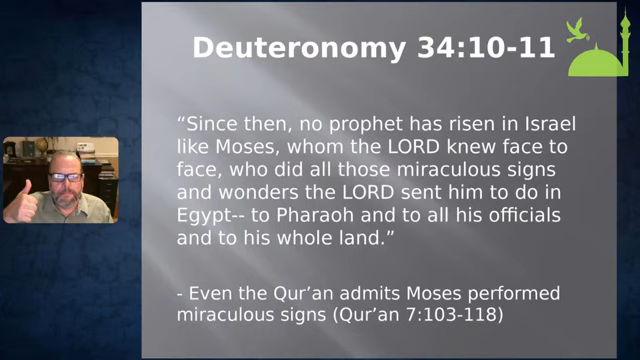 Deuteronomy 34:10-11
“Since then, no prophet has risen in Israel
like Moses, whom the LORD knew face to
face, who did all those miraculous signs
and wonders the LORD sent him to do in
Egypt-- to Pharaoh and to all his officials
and to his whole land.”
- Even the Qur’an admits Moses performed
miraculous signs (Qur’an 7:103-118)